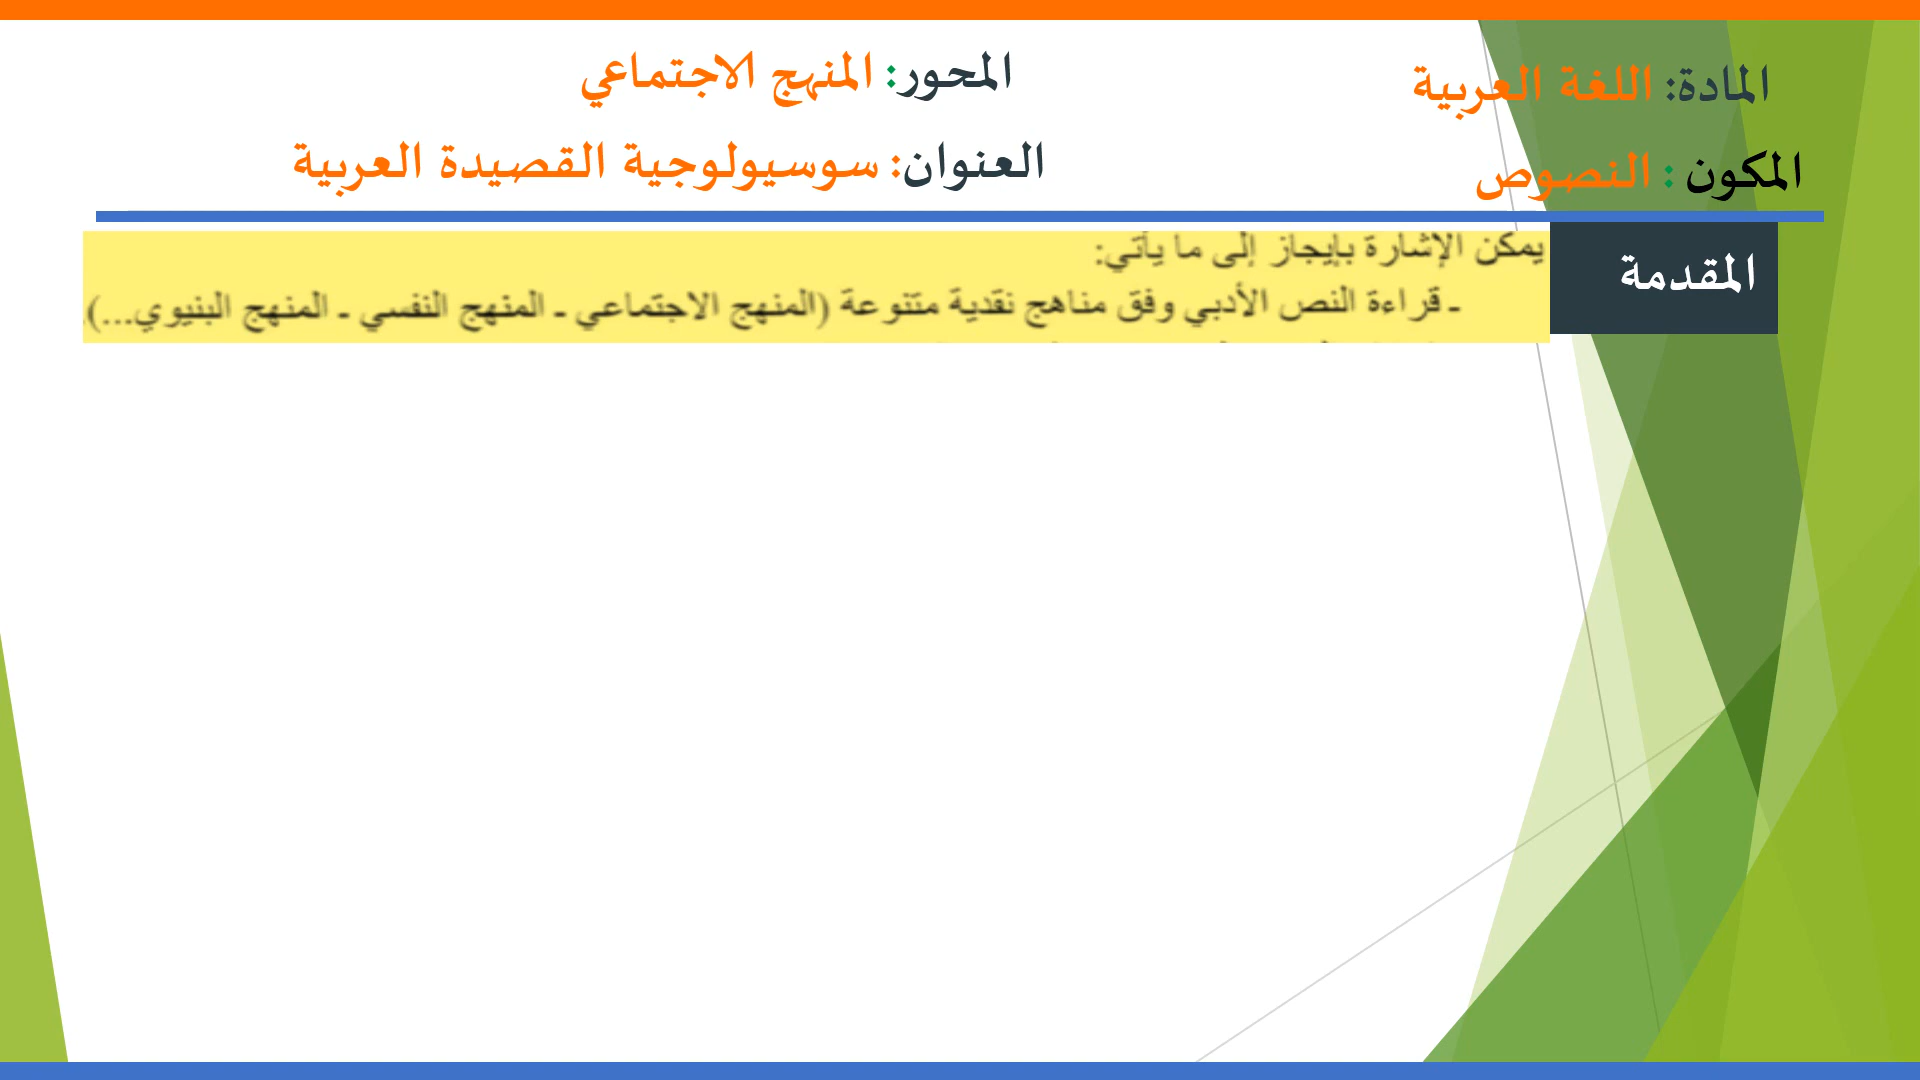 المادة: اللغة العربية
المحور: المنهج الاجتماعي
المكون : النصوص
العنوان: سوسيولوجية القصيدة العربية
المقدمة
يمكن الإشارة بإيجاز إلى ما يأتي:
ـ قراءة النص الأدبي وفق مناهج نقدية متنوعة (المنهج الاجتماعي ـ المنهج النفسي ـ المنهج البنيوي...).